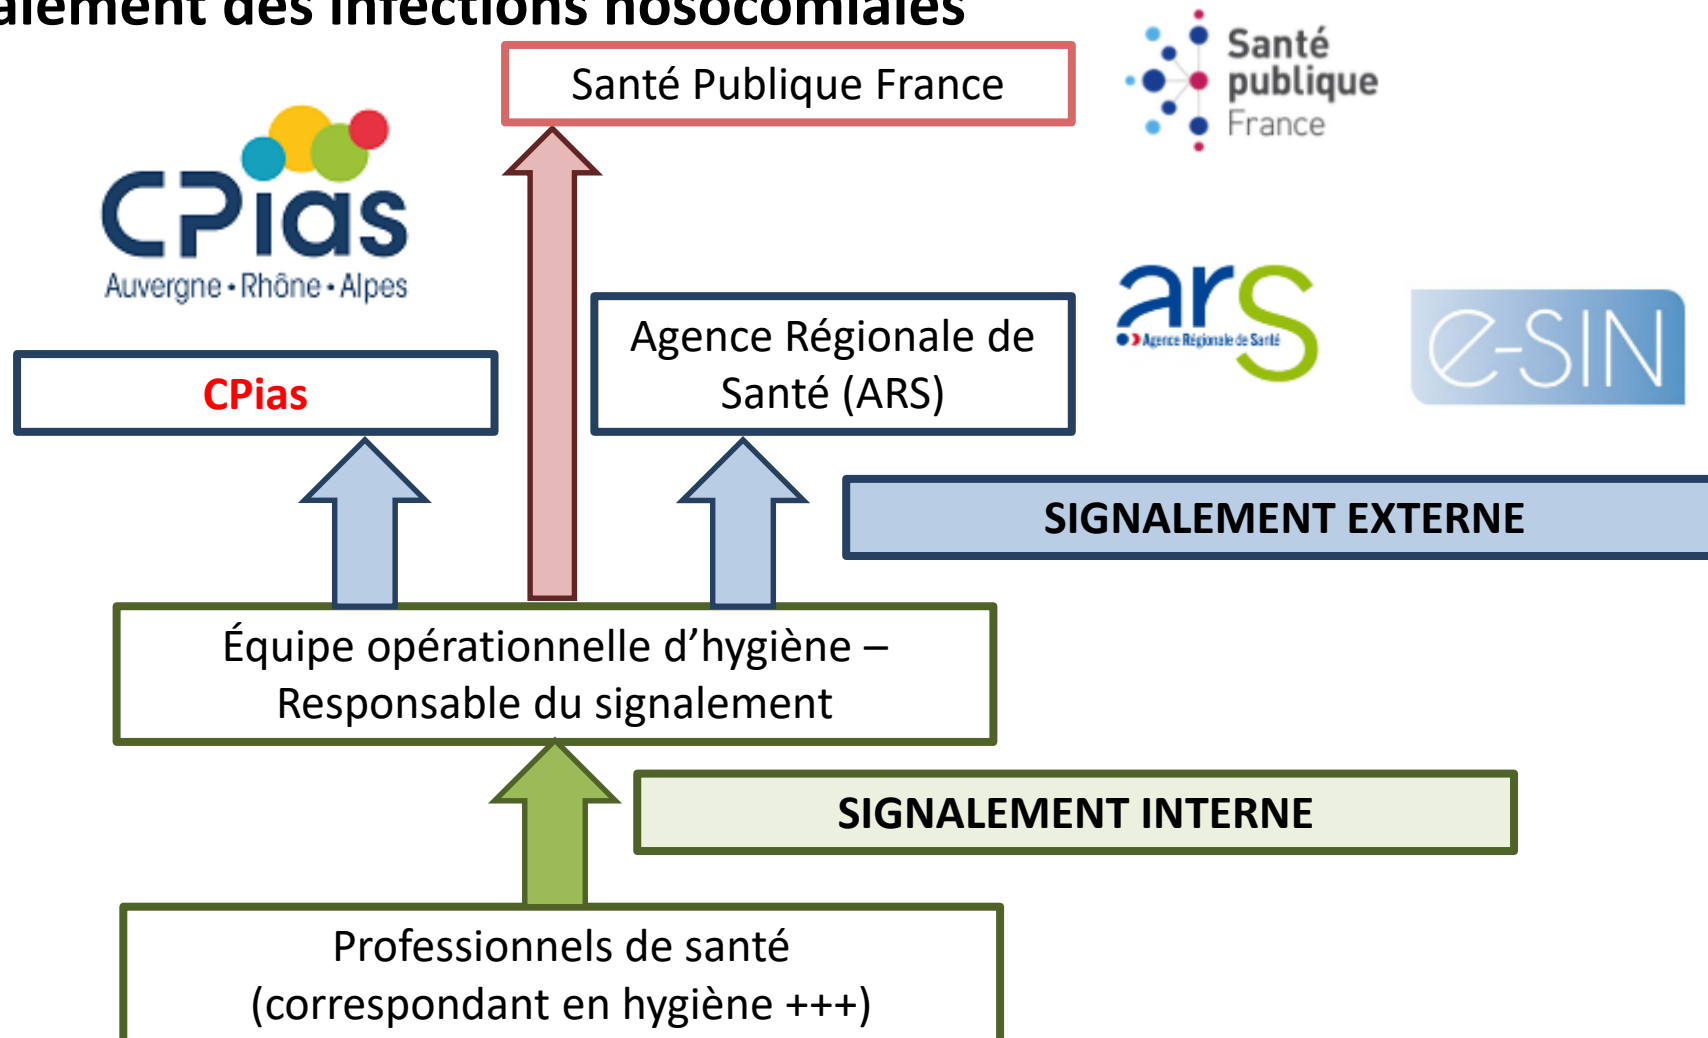 alement des infections nosocomiales
Santé Publique France
Santé
publique
France
CPias
Auvergne • Rhône • Alpes
Agence Régionale de
Santé (ARS)
ars
Agence Régionale de Santé
e-SIN
CPias
SIGNALEMENT EXTERNE
Équipe opérationnelle d’hygiène –
Responsable du signalement
SIGNALEMENT INTERNE
Professionnels de santé
(correspondant en hygiène +++)